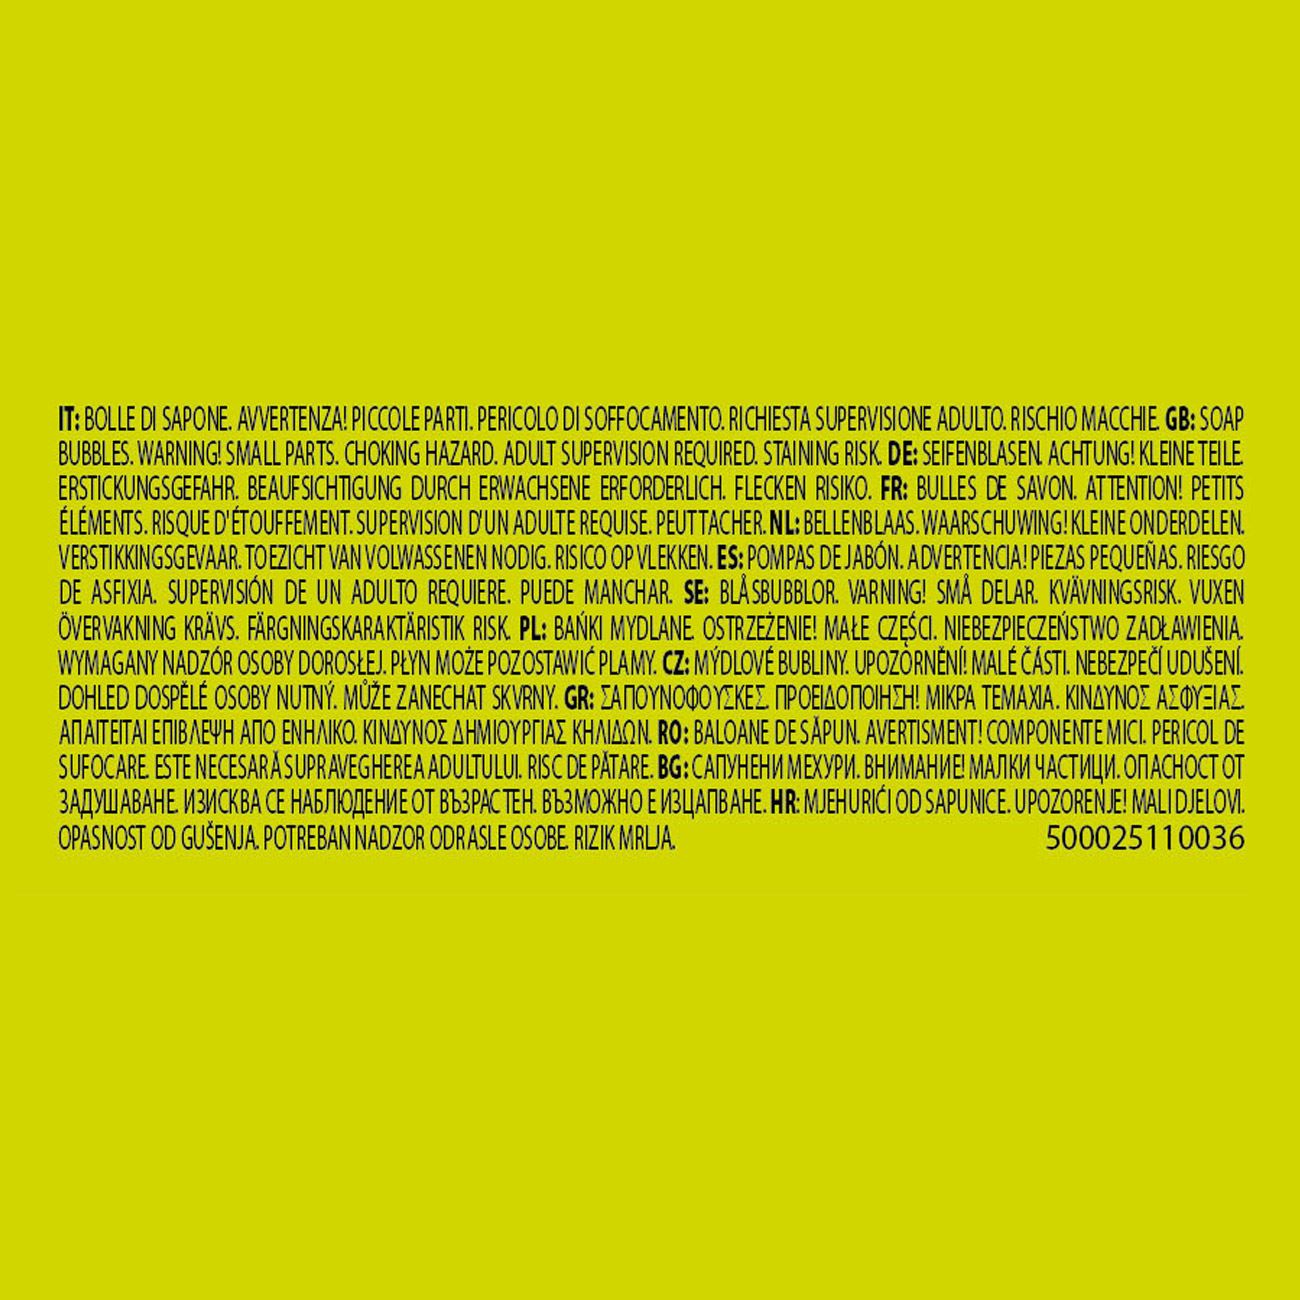 IT: BOLLE DI SAPONE. AVVERTENZA! PICCOLE PARTI. PERICOLO DI SOFFOCAMENTO. RICHIESTA SUPERVISIONE ADULTO. RISCHIO MACCHIE. GB: SOAP
BUBBLES. WARNING! SMALL PARTS. CHOKING HAZARD. ADULT SUPERVISION REQUIRED. STAINING RISK. DE: SEIFENBLASEN. ACHTUNG! KLEINE TEILE.
ERSTICKUNGSGEFAHR. BEAUFSICHTIGUNG DURCH ERWACHSENE ERFORDERLICH. FLECKEN RISIKO. FR: BULLES DE SAVON. ATTENTION! PETITS
ÉLÉMENTS. RISQUE D'ÉTOUFFEMENT. SUPERVISION D'UN ADULTE REQUISE. PEUT TACHER. NL: BELLENBLAAS. WAARSCHUWING! KLEINE ONDERDELEN.
VERSTIKKINGSGEVAAR. TOEZICHT VAN VOLWASSENEN NODIG. RISICO OP VLEKKEN. ES: POMPAS DE JABÓN. ADVERTENCIA! PIEZAS PEQUEÑAS. RIESGO
DE ASFIXIA. SUPERVISIÓN DE UN ADULTO REQUIERE. PUEDE MANCHAR. SE: BLÅSBUBBLOR. VARNING! SMÅ DELAR. KVÄVNINGSRISK. VUXEN
ÖVERVAKNING KRÄVS. FÄRGNINGSKARAKTÄRISTIK RISK. PL: BAŃKI MYDLANE. OSTRZEŻENIE! MAŁE CZĘŚCI. NIEBEZPIECZEŃSTWO ZADŁAWIENIA.
WYMAGANY NADZÓR OSOBY DOROSŁEJ. PŁYN MOŻE POZOSTAWIĆ PLAMY. CZ: MÝDLOVÉ BUBLINY. UPOZORNĚNÍ! MALÉ ČÁSTI. NEBEZPEČÍ UDUŠENÍ.
DOHLED DOSPĚLÉ OSOBY NUTNÝ. MŮŽE ZANECHAT SKVRNY. GR: ΣΑΠΟΥΝΟΦΟΥΣΚΕΣ. ΠΡΟΕΙΔΟΠΟΙΗΣΗ! ΜΙΚΡΑ ΤΕΜΑΧΙΑ. ΚΙΝΔΥΝΟΣ ΑΣΦΥΞΙΑΣ.
ΑΠΑΙΤΕΙΤΑΙ ΕΠΙΒΛΕΨΗ ΑΠΟ ΕΝΗΛΙΚΟ. ΚΙΝΔΥΝΟΣ ΔΗΜΙΟΥΡΓΙΑΣ ΚΗΛΙΔΩΝ. RO: BALOANE DE SĂPUN. AVERTISMENT! COMPONENTE MICI. PERICOL DE
SUFOCARE. ESTE NECESARĂ SUPRAVEGHEREA ADULTULUI. RISC DE PĂTARE. BG: САПУНЕНИ МЕХУРИ. ВНИМАНИЕ! МАЛКИ ЧАСТИЦИ. ОПАСНОСТ ОТ
ЗАДУШАВАНЕ. ИЗИСКВА СЕ НАБЛЮДЕНИЕ ОТ ВЪЗРАСТЕН. ВЪЗМОЖНО Е ИЗЦАПВАНЕ. HR: MJEHURIĆI OD SAPUNICE. UPOZORENJE! MALI DJELOVI.
OPASNOST OD GUŠENJA. POTREBAN NADZOR ODRASLE OSOBE. RIZIK MRLJA. 500025110036